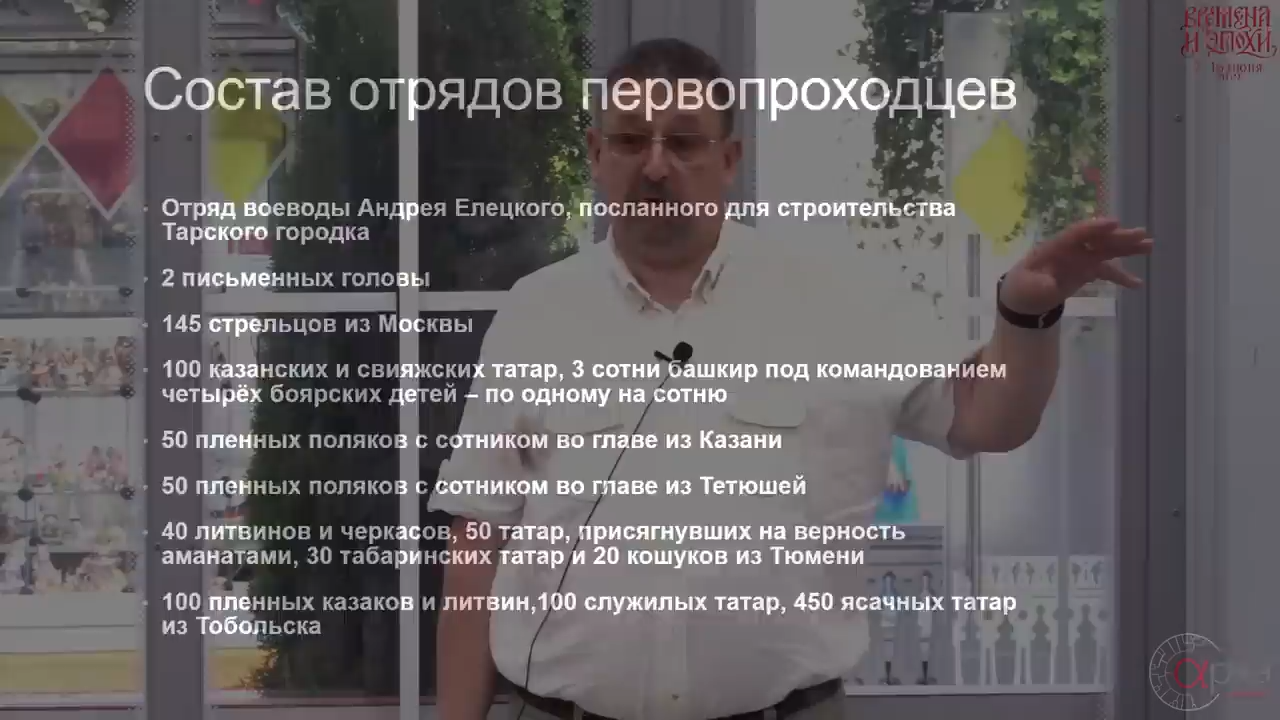 ВРЕМЕНА
И ЭПОХИ
Состав отрядов первопроходцев
Отряд воеводы Андрея Елецкого, посланного для строительства
Тарского городка
2 письменных головы
145 стрельцов из Москвы
100 казанских и свияжских татар, 3 сотни башкир под командованием
четырёх боярских детей – по одному на сотню
50 пленных поляков с сотником во главе из Казани
50 пленных поляков с сотником во главе из Тетюшей
40 литвинов и черкасов, 50 татар, присягнувших на верность
аманатами, 30 табаринских татар и 20 кошуков из Тюмени
100 пленных казаков и литвин,100 служилых татар, 450 ясачных татар
из Тобольска